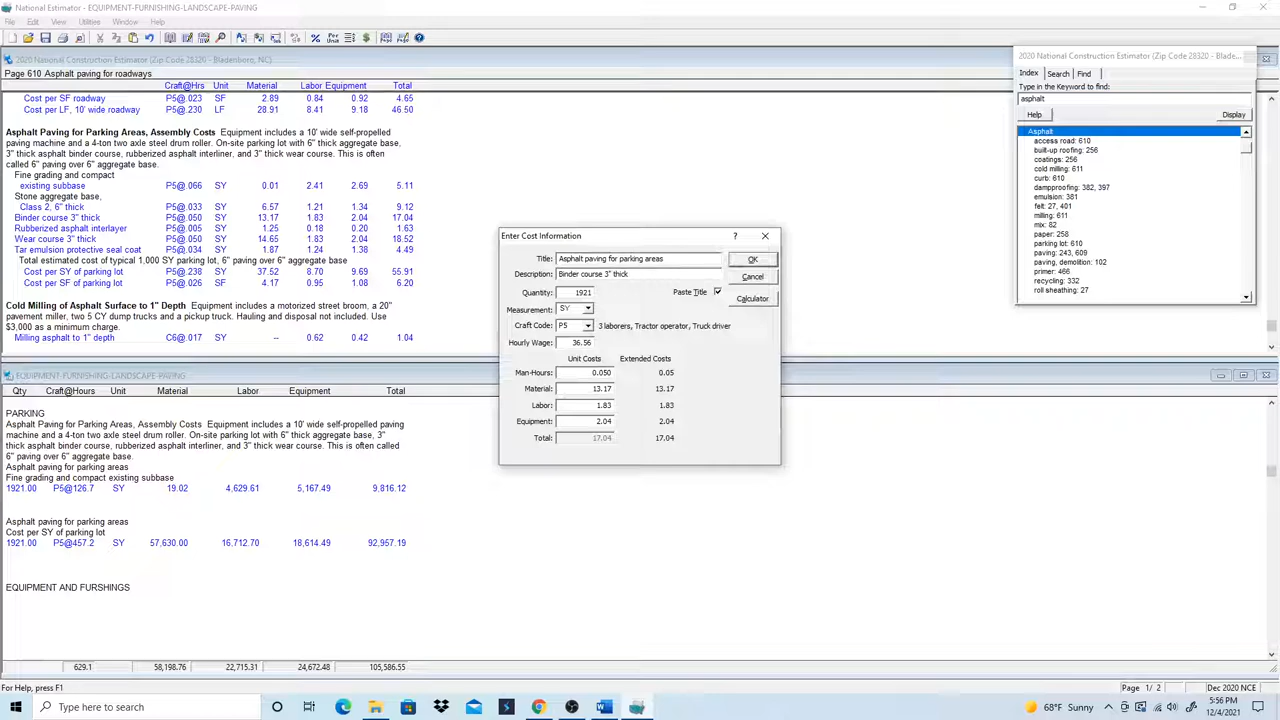 National Estimator - EQUIPMENT-FURNISHING-LANDSCAPE-PAVING
File Edit View Utilities Window Help
2020 National Construction Estimator (Zip Code 28320 - Bladenboro, NC)
Page 610 Asphalt paving for roadways
Craft@Hrs Unit Material Labor Equipment Total
Cost per SF roadway P5@.023 SF 2.89 0.84 0.92 4.65
Cost per LF, 10' wide roadway P5@.230 LF 28.91 8.41 9.18 46.50
Asphalt Paving for Parking Areas, Assembly Costs Equipment includes a 10' wide self-propelled
paving machine and a 4-ton two axle steel drum roller. On-site parking lot with 6" thick aggregate base,
3" thick asphalt binder course, rubberized asphalt interliner, and 3" thick wear course. This is often
called 6" paving over 6" aggregate base.
Fine grading and compact
existing subbase P5@.066 SY 0.01 2.41 2.69 5.11
Stone aggregate base,
Class 2, 6" thick P5@.033 SY 6.57 1.21 1.34 9.12
Binder course 3" thick P5@.050 SY 13.17 1.83 2.04 17.04
Rubberized asphalt interlayer P5@.005 SY 1.25 0.18 0.20 1.63
Wear course 3" thick P5@.050 SY 14.65 1.83 2.04 18.52
Tar emulsion protective seal coat P5@.034 SY 1.87 1.24 1.38 4.49
Total estimated cost of typical 1,000 SY parking lot, 6" paving over 6" aggregate base
Cost per SY of parking lot P5@.238 SY 37.52 8.70 9.69 55.91
Cost per SF of parking lot P5@.026 SF 4.17 0.95 1.08 6.20
Cold Milling of Asphalt Surface to 1" Depth Equipment includes a motorized street broom, a 20"
pavement miller, two 5 CY dump trucks and a pickup truck. Hauling and disposal not included. Use
$3,000 as a minimum charge.
Milling asphalt to 1" depth C6@.017 SY -- 0.62 0.42 1.04
2020 National Construction Estimator (Zip Code 28320 - Blade...
Index Search Find
Type in the Keyword to find:
asphalt
Help Display
Asphalt
access road: 610
built-up roofing: 256
coatings: 256
cold milling: 611
curb: 610
dampproofing: 382, 397
emulsion: 381
felt: 27, 401
milling: 611
mix: 82
paper: 258
parking lot: 610
paving: 243, 609
paving, demolition: 102
primer: 466
recycling: 332
roll sheathing: 27
Enter Cost Information ?
Title: Asphalt paving for parking areas OK
Description: Binder course 3" thick Cancel
Quantity: 1921 Paste Title Calculator
Measurement: SY
Craft Code: P5 3 laborers, Tractor operator, Truck driver
Hourly Wage: 36.56
Unit Costs Extended Costs
Man-Hours: 0.050 0.05
Material: 13.17 13.17
Labor: 1.83 1.83
Equipment: 2.04 2.04
Total: 17.04 17.04
EQUIPMENT-FURNISHING-LANDSCAPE-PAVING
Qty Craft@Hours Unit Material Labor Equipment Total
PARKING
Asphalt Paving for Parking Areas, Assembly Costs Equipment includes a 10' wide self-propelled paving
machine and a 4-ton two axle steel drum roller. On-site parking lot with 6" thick aggregate base, 3"
thick asphalt binder course, rubberized asphalt interliner, and 3" thick wear course. This is often called
6" paving over 6" aggregate base.
Asphalt paving for parking areas
Fine grading and compact existing subbase
1921.00 P5@126.7 SY 19.02 4,629.61 5,167.49 9,816.12
Asphalt paving for parking areas
Cost per SY of parking lot
1921.00 P5@457.2 SY 57,630.00 16,712.70 18,614.49 92,957.19
EQUIPMENT AND FURSHINGS
629.1 58,198.76 22,715.31 24,672.48 105,586.55
For Help, press F1 Page 1/ 2 Dec 2020 NCE
Type here to search 68°F Sunny 5:56 PM
12/4/2021